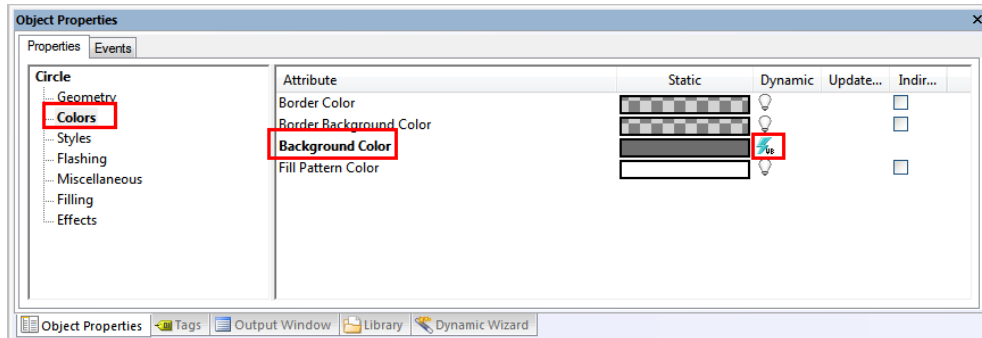 Object Properties
Properties Events
Circle
Geometry
Colors
Styles
Flashing
Miscellaneous
Filling
Effects
Attribute Static Dynamic Update... Indir...
Border Color
Border Background Color
Background Color VB
Fill Pattern Color
Object Properties Tags Output Window Library Dynamic Wizard